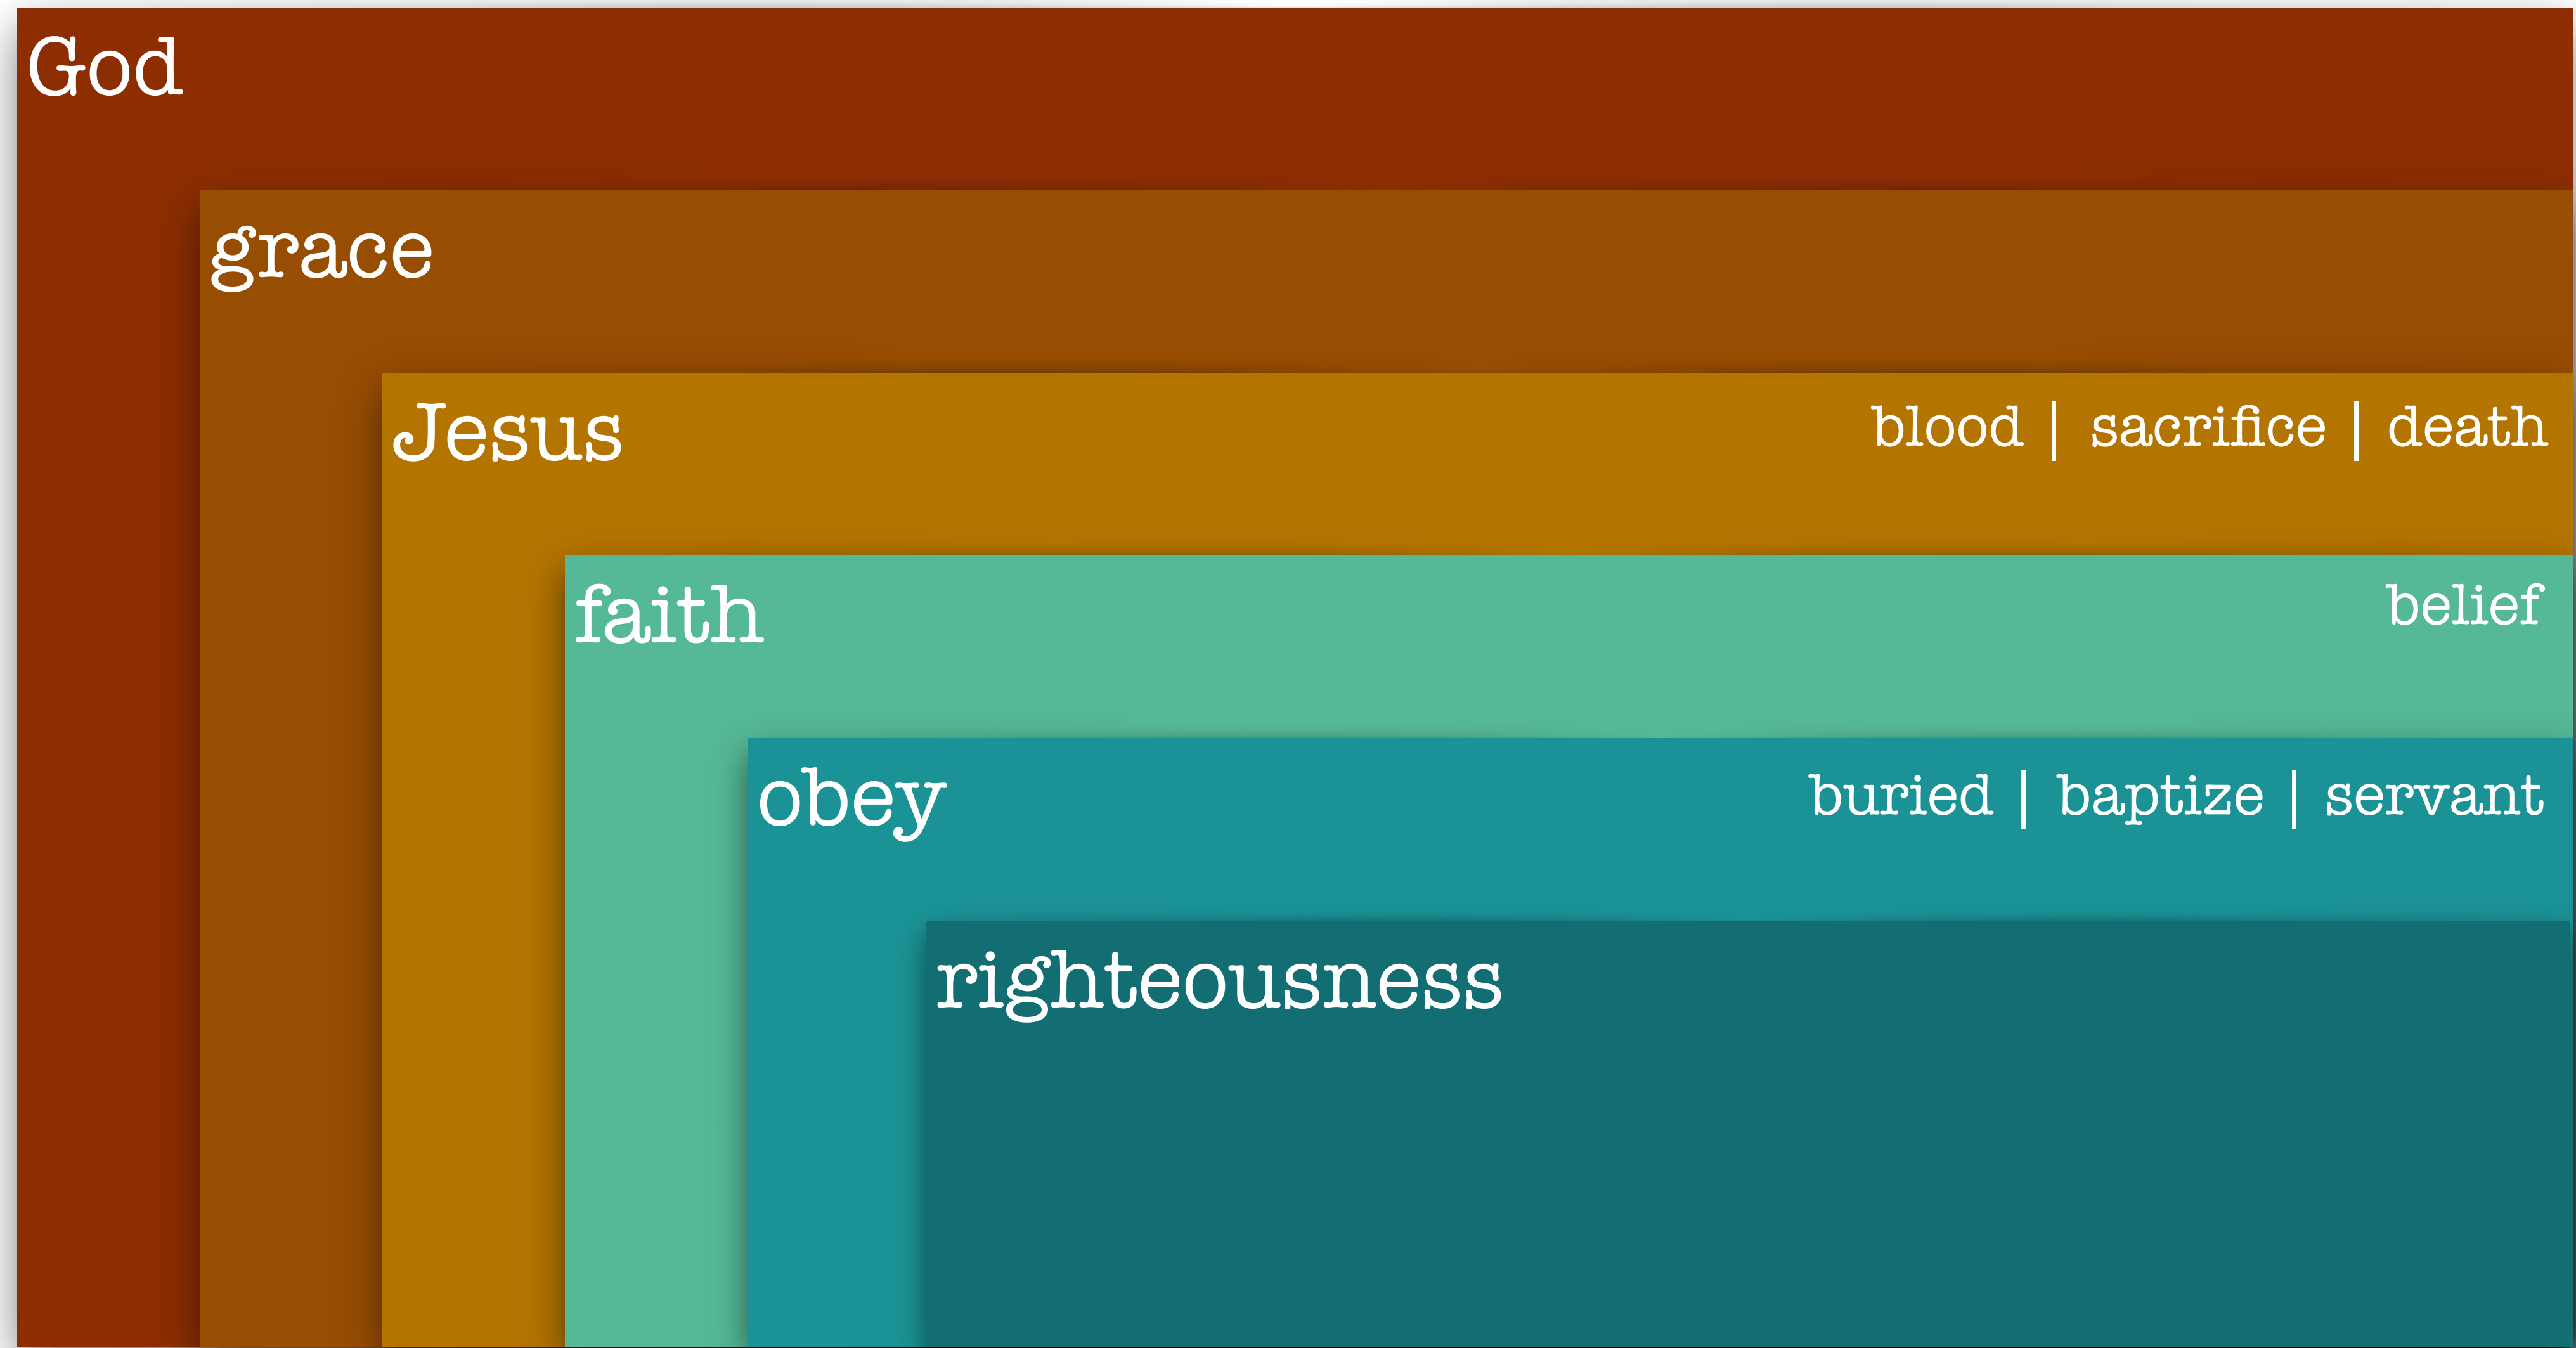 God
grace
Jesus
blood | sacrifice | death
faith
belief
obey
buried | baptize | servant
righteousness